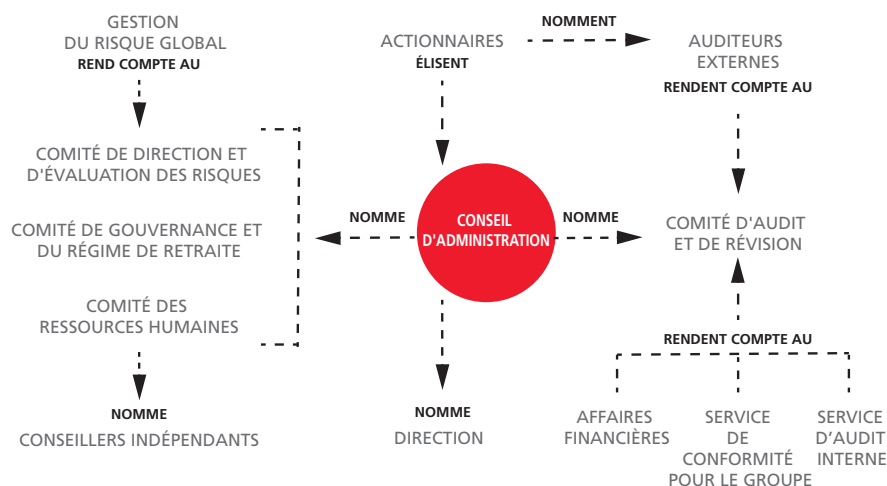 GESTION
DU RISQUE GLOBAL
REND COMPTE AU
COMITÉ DE DIRECTION ET
D'ÉVALUATION DES RISQUES
COMITÉ DE GOUVERNANCE ET
DU RÉGIME DE RETRAITE
COMITÉ DES
RESSOURCES HUMAINES
NOMME
CONSEILLERS INDÉPENDANTS
ACTIONNAIRES
ÉLISENT
NOMMENT
NOMME
CONSEIL
D'ADMINISTRATION
NOMME
NOMME
DIRECTION
AUDITEURS
EXTERNES
RENDENT COMPTE AU
COMITÉ D'AUDIT
ET DE RÉVISION
RENDENT COMPTE AU
AFFAIRES
FINANCIÈRES
SERVICE
DE
CONFORMITÉ
POUR LE GROUPE
SERVICE
D’AUDIT
INTERNE